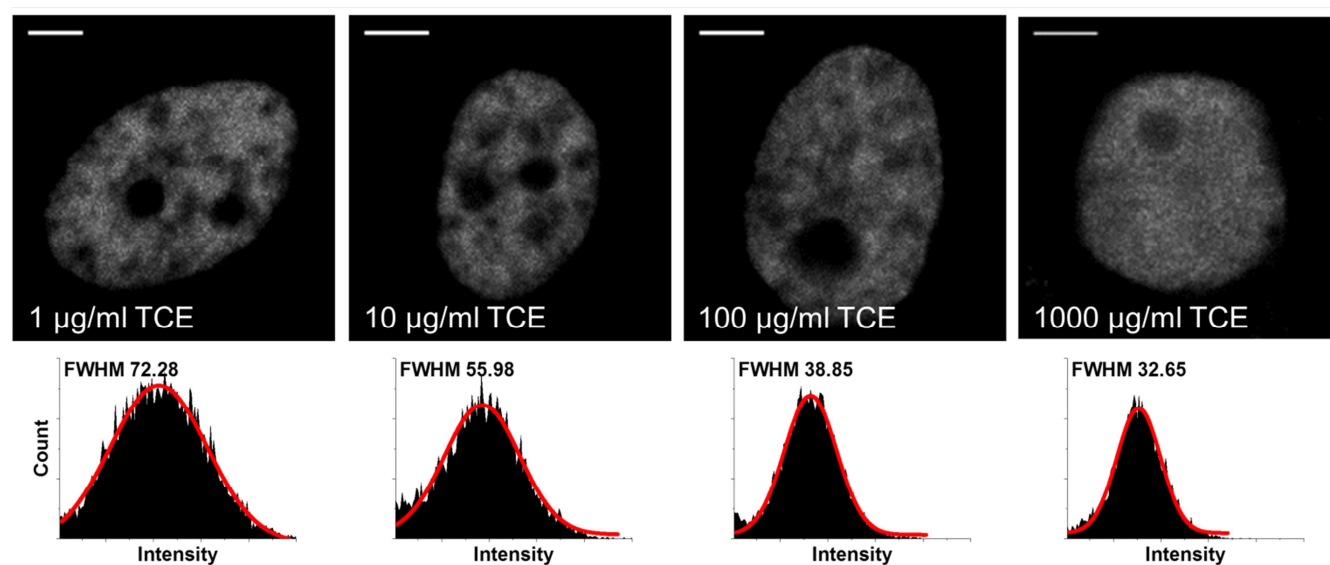 1 µg/ml TCE
10 µg/ml TCE
100 µg/ml TCE
1000 µg/ml TCE
FWHM 72.28
FWHM 55.98
FWHM 38.85
FWHM 32.65
Count
Intensity
Intensity
Intensity
Intensity